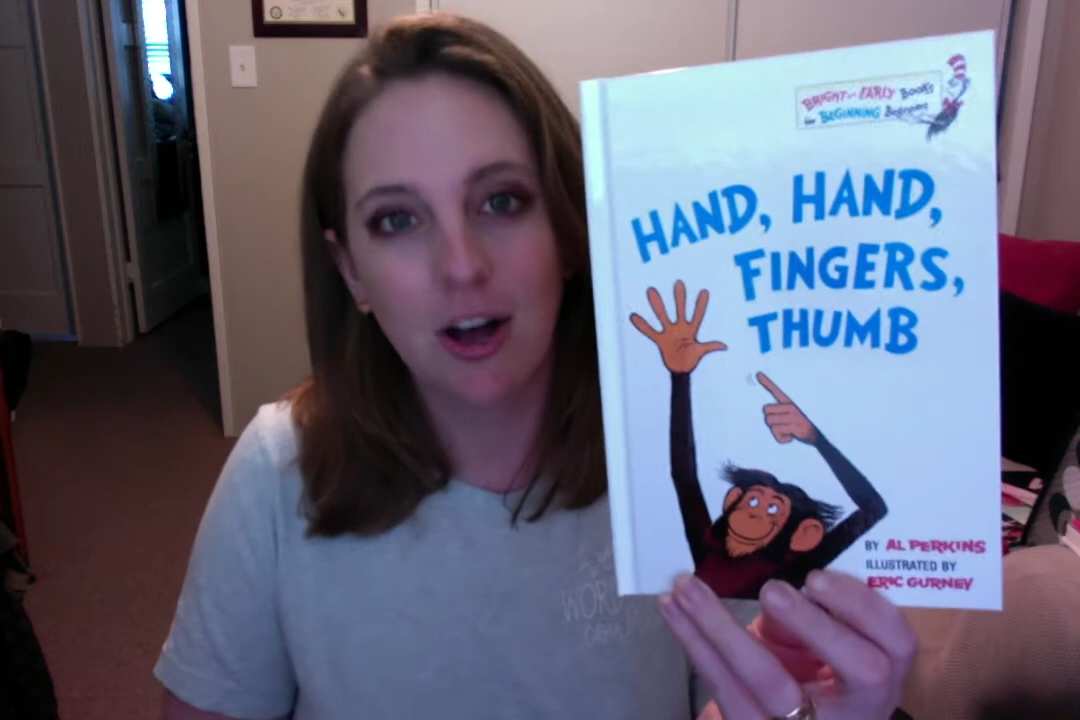 BRIGHT and EARLY BOOKS
for BEGINNING Beginners
HAND, HAND,
FINGERS,
THUMB
BY AL PERKINS
ILLUSTRATED BY
ERIC GURNEY